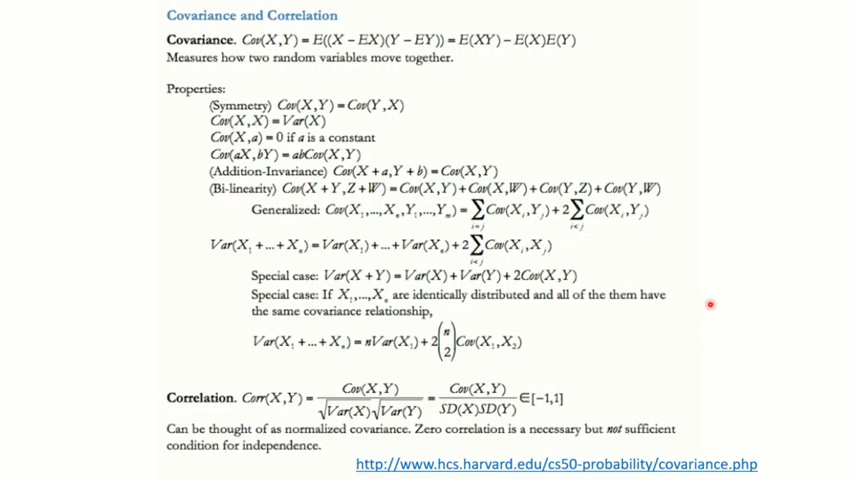 Covariance and Correlation
Covariance. Cov(X,Y) = E((X − EX)(Y − EY)) = E(XY) − E(X)E(Y)
Measures how two random variables move together.
Properties:
(Symmetry) Cov(X,Y) = Cov(Y,X)
Cov(X,X) = Var(X)
Cov(X,a) = 0 if a is a constant
Cov(aX,bY) = abCov(X,Y)
(Addition-Invariance) Cov(X + a,Y + b) = Cov(X,Y)
(Bi-linearity) Cov(X + Y,Z + W) = Cov(X,Y) + Cov(X,W) + Cov(Y,Z) + Cov(Y,W)
Generalized: Cov(X₁,...,Xₙ,Y₁,...,Yₘ) = ∑_{i=j} Cov(Xᵢ,Yⱼ) + 2∑_{i<j} Cov(Xᵢ,Yⱼ)
Var(X₁ + ... + Xₙ) = Var(X₁) + ... + Var(Xₙ) + 2∑_{i<j} Cov(Xᵢ,Xⱼ)
Special case: Var(X + Y) = Var(X) + Var(Y) + 2Cov(X,Y)
Special case: If X₁,...,Xₙ are identically distributed and all of the them have
the same covariance relationship,
Var(X₁ + ... + Xₙ) = nVar(X₁) + 2(n 2)Cov(X₁,X₂)
Correlation. Corr(X,Y) = Cov(X,Y) / √Var(X)√Var(Y) = Cov(X,Y) / SD(X)SD(Y) ∈ [−1,1]
Can be thought of as normalized covariance. Zero correlation is a necessary but not sufficient
condition for independence.
http://www.hcs.harvard.edu/cs50-probability/covariance.php